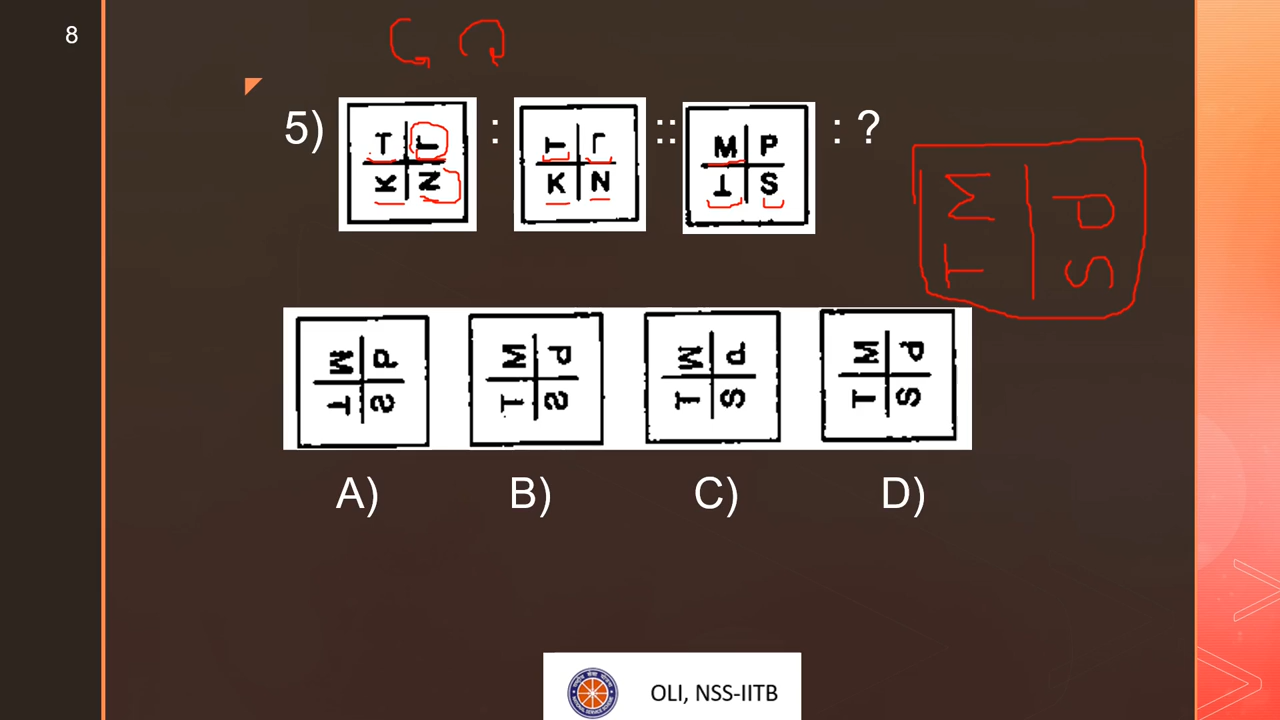 8
5) T L K N : T L K N :: M P T S : ?
M P T S
M P T S M P T S M P T S M P T S
A) B) C) D)
OLI, NSS-IITB